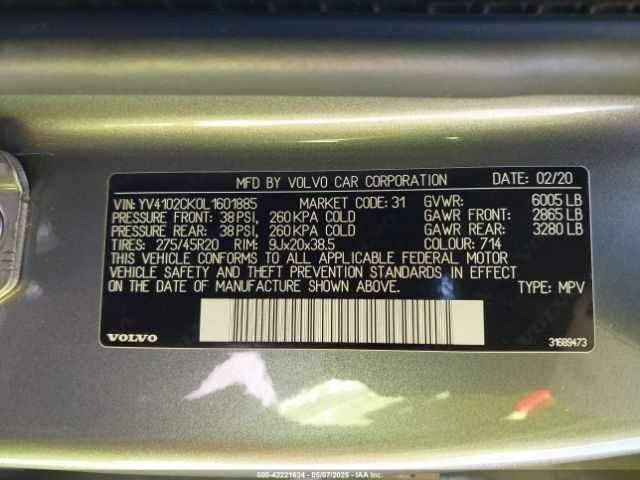 MFD BY VOLVO CAR CORPORATION DATE: 02/20
VIN: YV4102CK0L1601885 MARKET CODE: 31 GVWR: 6005 LB
PRESSURE FRONT: 38 PSI, 260 KPA COLD GAWR FRONT: 2865 LB
PRESSURE REAR: 38 PSI, 260 KPA COLD GAWR REAR: 3280 LB
TIRES: 275/45R20 RIM: 9Jx20x38.5 COLOUR: 714
THIS VEHICLE CONFORMS TO ALL APPLICABLE FEDERAL MOTOR
VEHICLE SAFETY AND THEFT PREVENTION STANDARDS IN EFFECT
ON THE DATE OF MANUFACTURE SHOWN ABOVE. TYPE: MPV
VOLVO 31689473
000-42221634 - 05/07/2025 - IAA Inc.